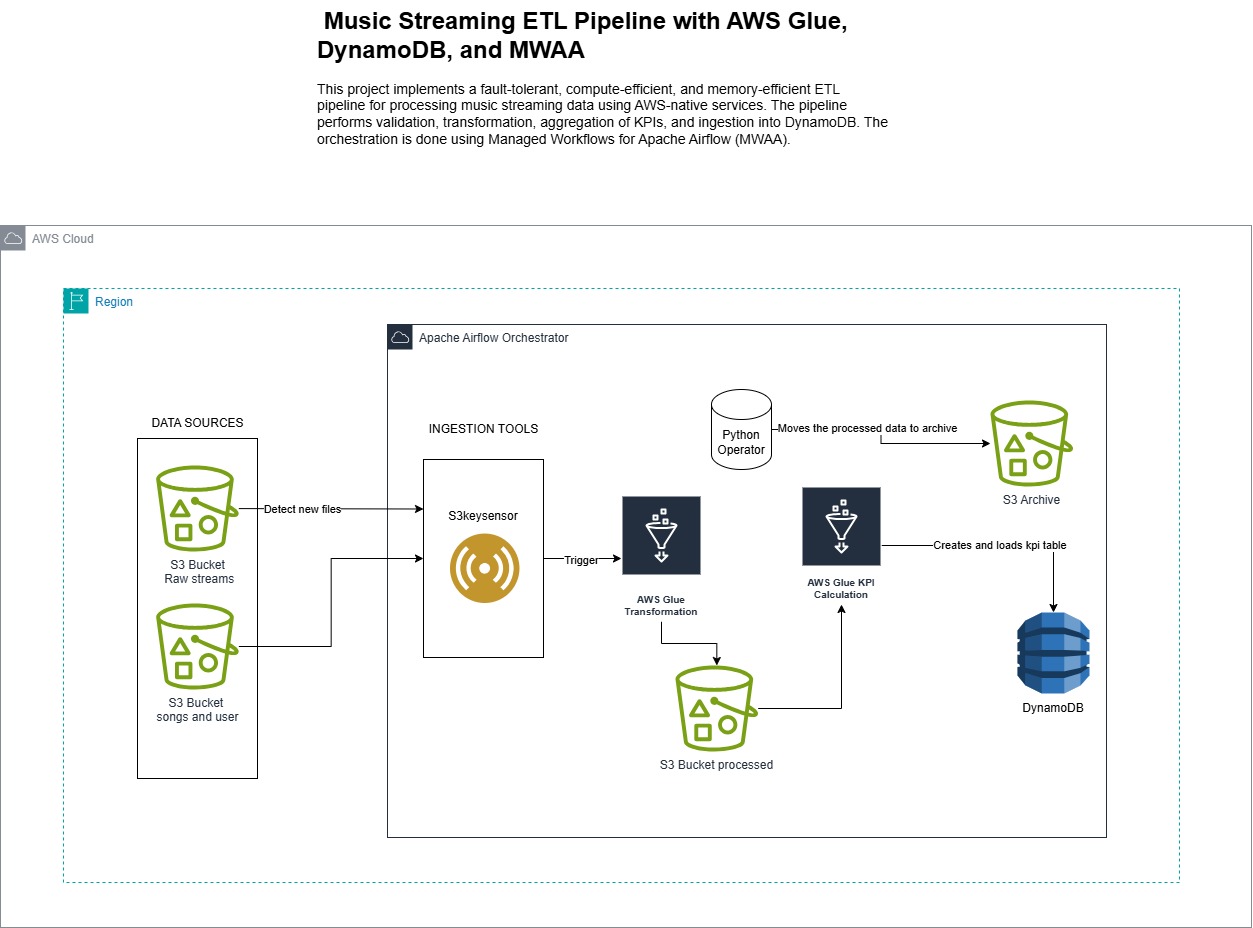 Music Streaming ETL Pipeline with AWS Glue,
DynamoDB, and MWAA
This project implements a fault-tolerant, compute-efficient, and memory-efficient ETL
pipeline for processing music streaming data using AWS-native services. The pipeline
performs validation, transformation, aggregation of KPIs, and ingestion into DynamoDB. The
orchestration is done using Managed Workflows for Apache Airflow (MWAA).
AWS Cloud
Region
Apache Airflow Orchestrator
DATA SOURCES
S3 Bucket
Raw streams
S3 Bucket
songs and user
Detect new files
INGESTION TOOLS
S3keysensor
Trigger
AWS Glue
Transformation
S3 Bucket processed
Python
Operator
Moves the processed data to archive
S3 Archive
AWS Glue KPI
Calculation
Creates and loads kpi table
DynamoDB